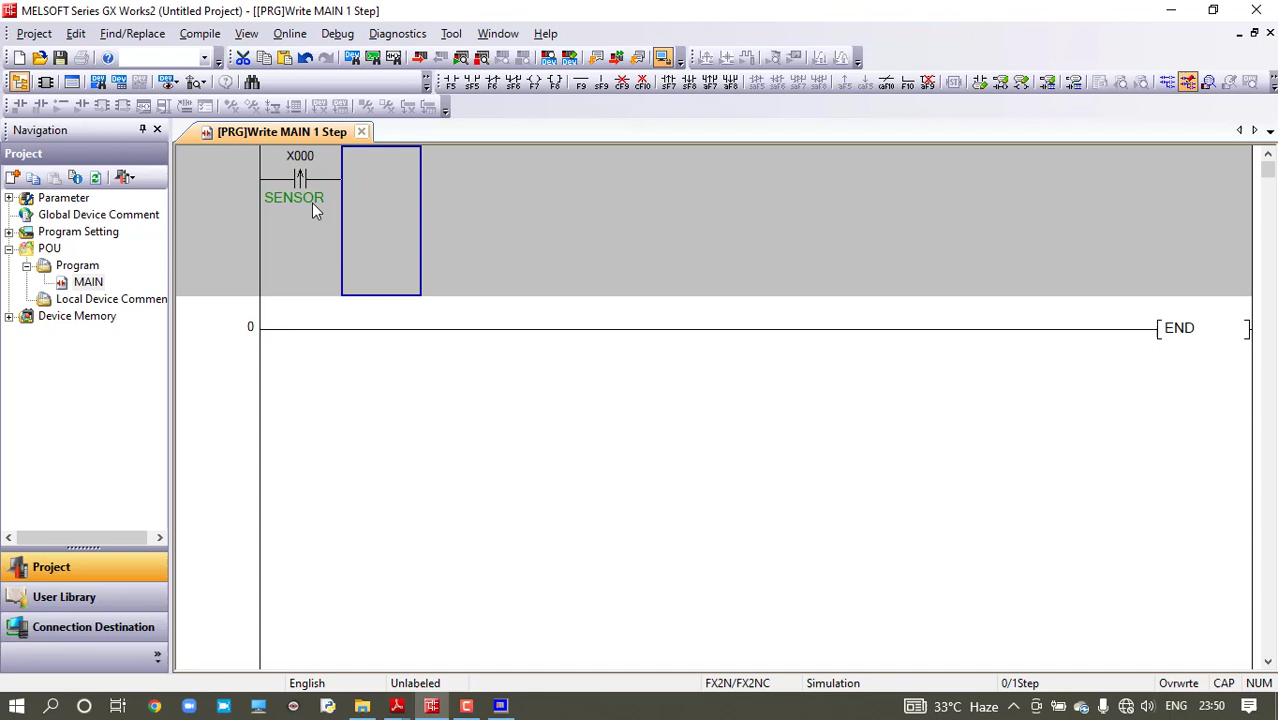 MELSOFT Series GX Works2 (Untitled Project) - [[PRG]Write MAIN 1 Step]
Project Edit Find/Replace Compile View Online Debug Diagnostics Tool Window Help
Navigation
[PRG]Write MAIN 1 Step
Project
Parameter
Global Device Comment
Program Setting
POU
Program
MAIN
Local Device Commen
Device Memory
X000
SENSOR
0
END
Project
User Library
Connection Destination
English Unlabeled FX2N/FX2NC Simulation 0/1Step Ovrwrte CAP NUM
33°C Haze ENG 23:50